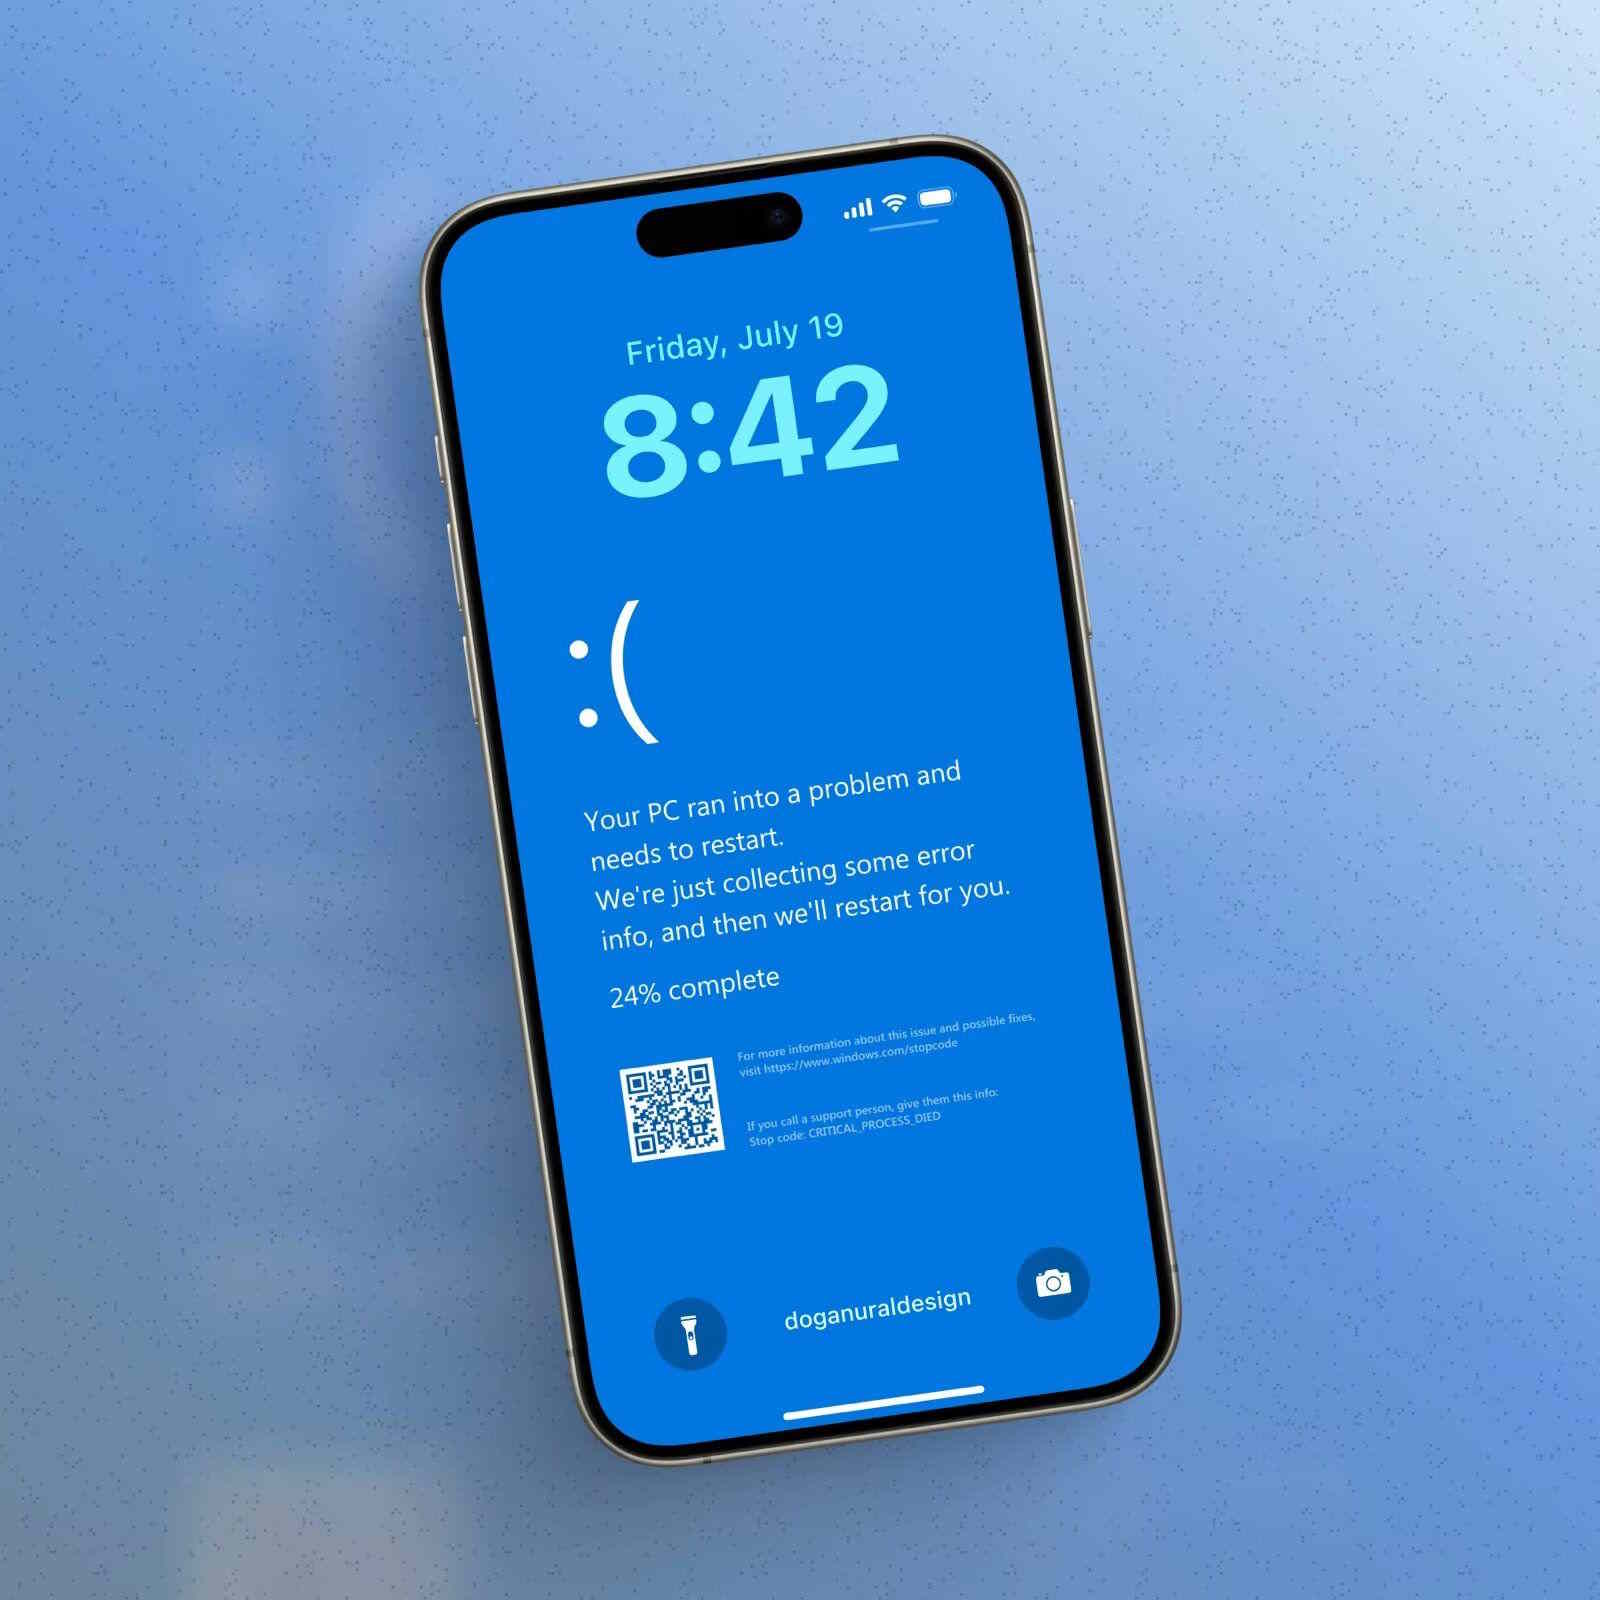 Friday, July 19
8:42
:(
Your PC ran into a problem and
needs to restart.
We're just collecting some error
info, and then we'll restart for you.
24% complete
For more information about this issue and possible fixes,
visit https://www.windows.com/stopcode
If you call a support person, give them this info:
Stop code: CRITICAL_PROCESS_DIED
doganuraldesign